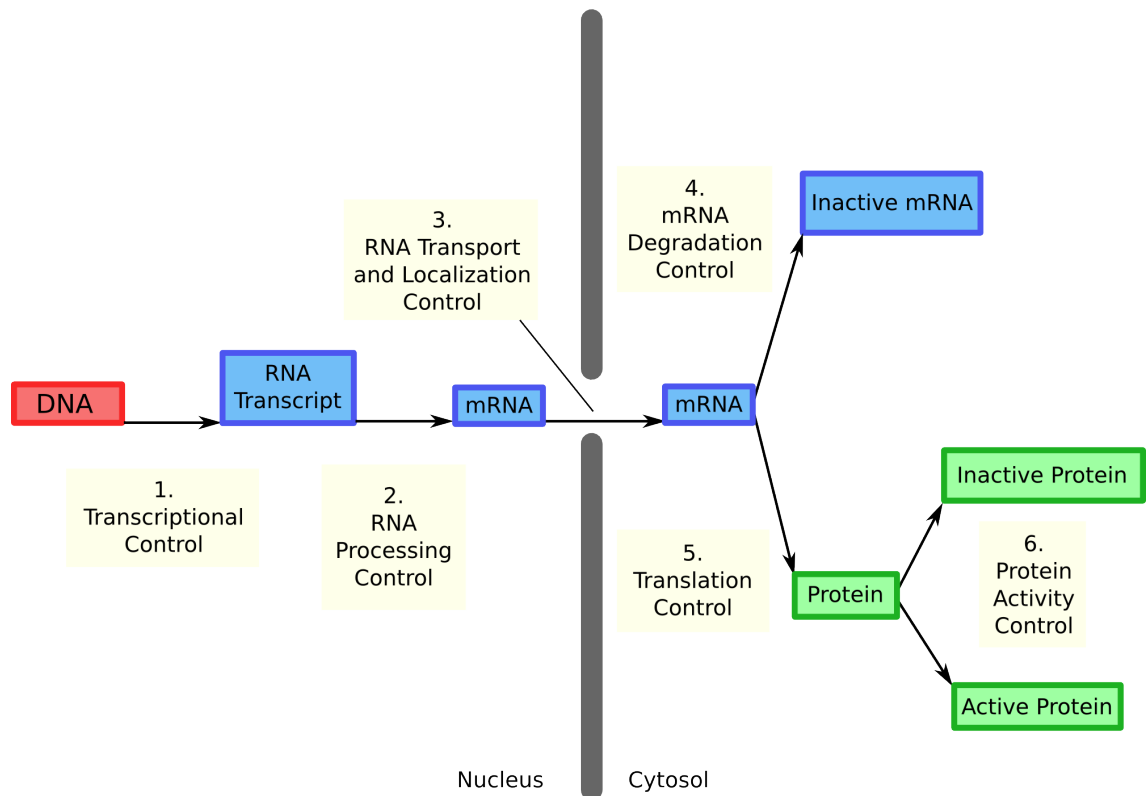 DNA
1.
Transcriptional
Control
RNA
Transcript
2.
RNA
Processing
Control
mRNA
3.
RNA Transport
and Localization
Control
mRNA
4.
mRNA
Degradation
Control
Inactive mRNA
5.
Translation
Control
Protein
Inactive Protein
6.
Protein
Activity
Control
Active Protein
Nucleus
Cytosol